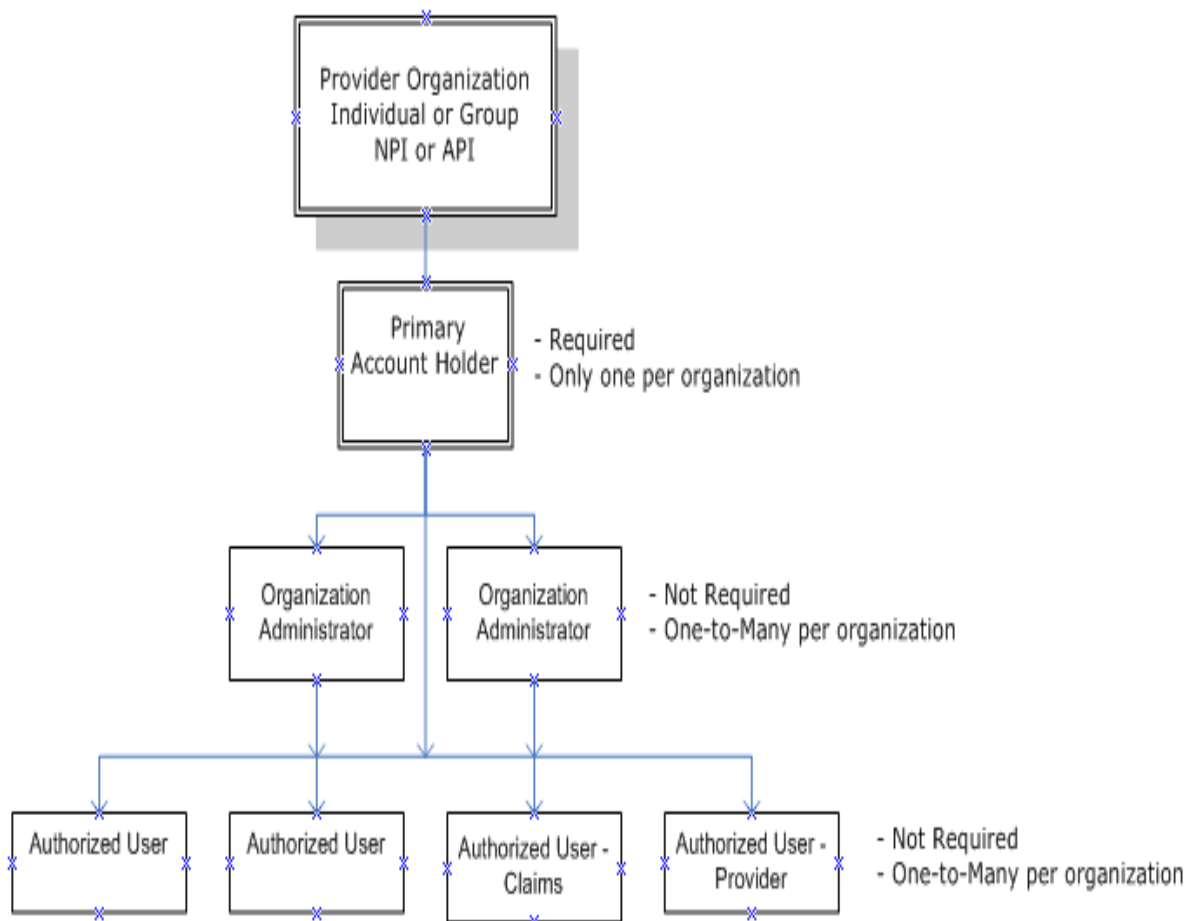 Provider Organization
Individual or Group
NPI or API
Primary
Account Holder
- Required
- Only one per organization
Organization
Administrator
Organization
Administrator
- Not Required
- One-to-Many per organization
Authorized User
Authorized User
Authorized User -
Claims
Authorized User -
Provider
- Not Required
- One-to-Many per organization